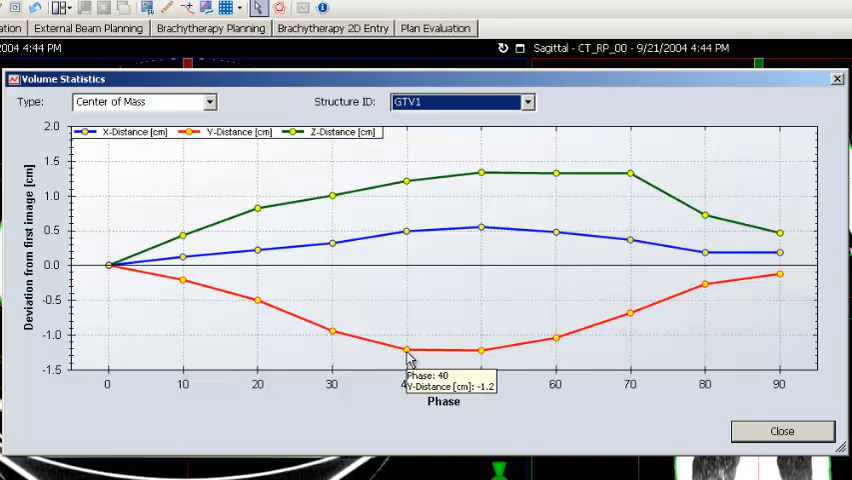 ation External Beam Planning Brachytherapy Planning Brachytherapy 2D Entry Plan Evaluation
2004 4:44 PM Sagittal - CT_RP_00 - 9/21/2004 4:44 PM
Volume Statistics
Type: Center of Mass Structure ID: GTV1
X-Distance [cm] Y-Distance [cm] Z-Distance [cm]
2.0
1.5
1.0
0.5
0.0
-0.5
-1.0
-1.5
Deviation from first image [cm]
0 10 20 30 4 60 70 80 90
Phase: 40
Y-Distance [cm]: -1.2
Phase
Close